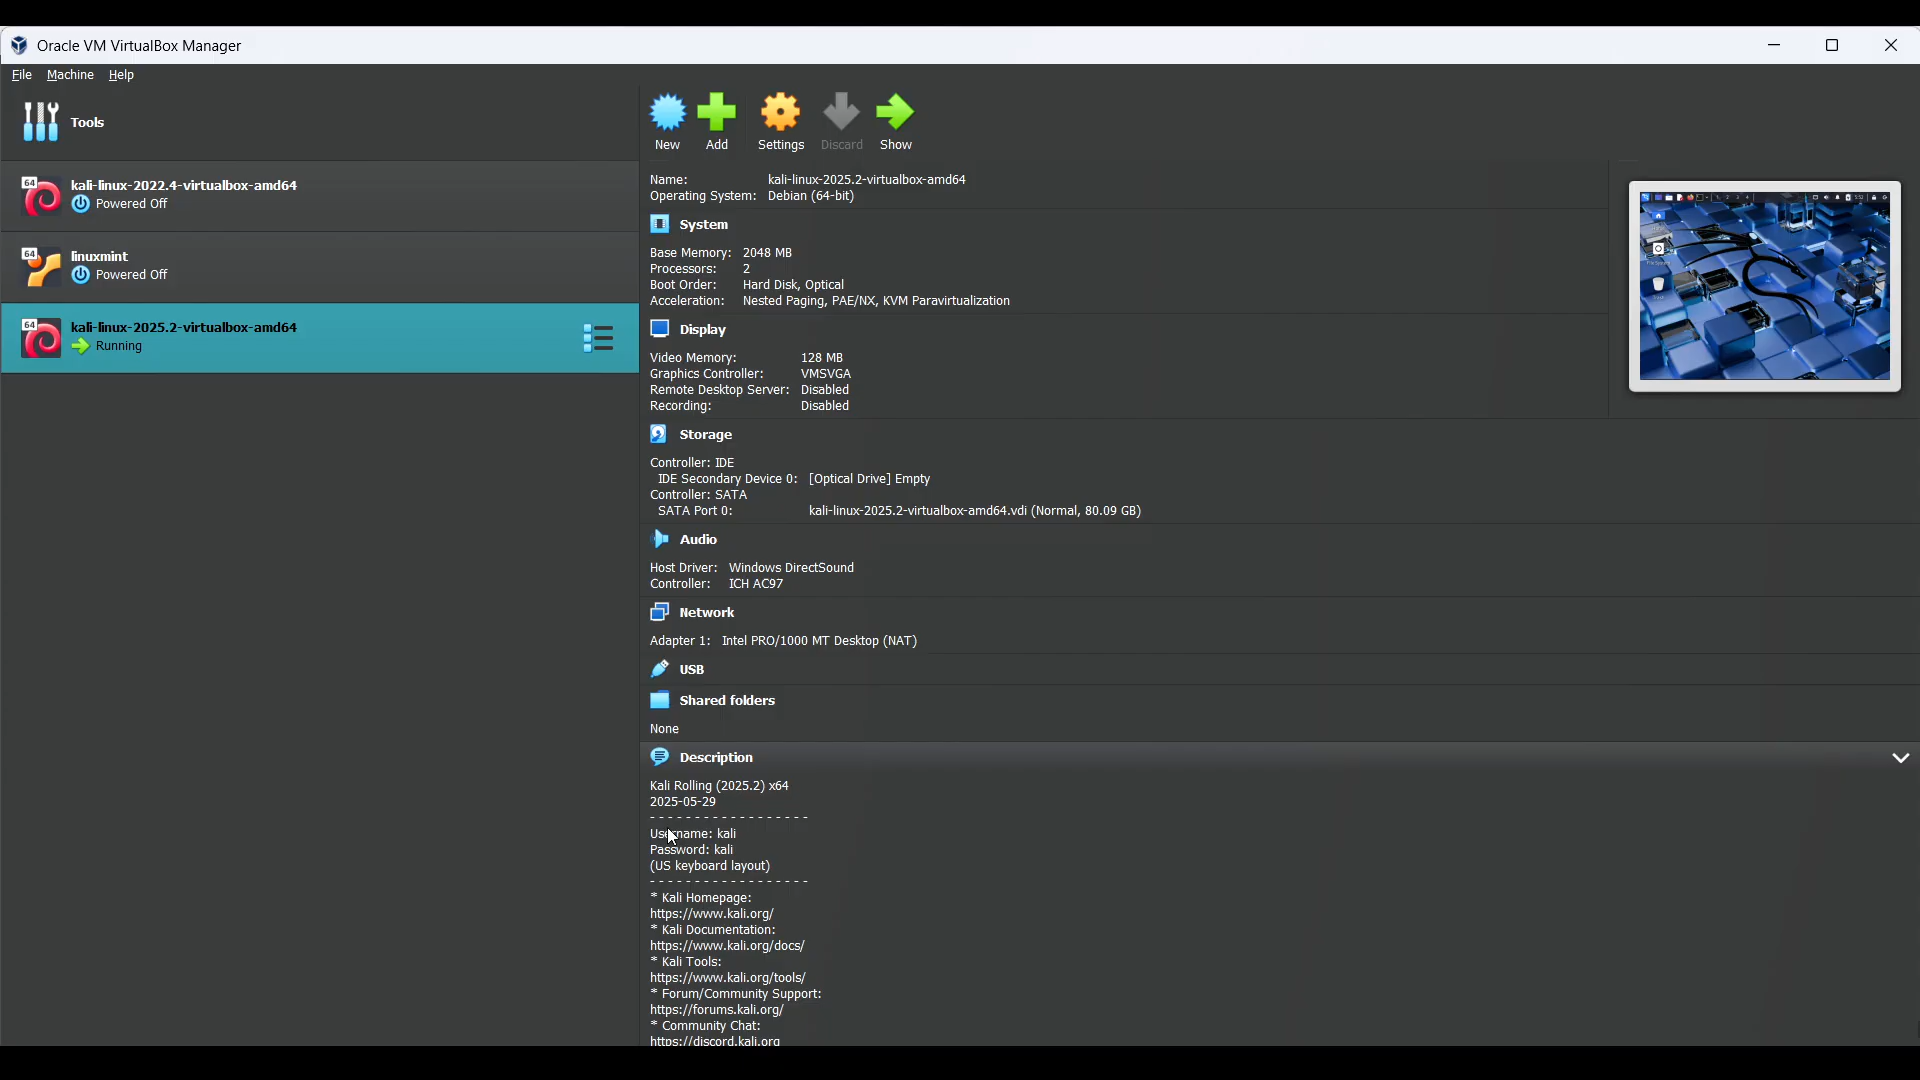 Oracle VM VirtualBox Manager
File Machine Help
Tools
New Add Settings Discard Show
64 kali-linux-2022.4-virtualbox-amd64
Powered Off
64 linuxmint
Powered Off
64 kali-linux-2025.2-virtualbox-amd64
Running
Name: kali-linux-2025.2-virtualbox-amd64
Operating System: Debian (64-bit)
System
Base Memory: 2048 MB
Processors: 2
Boot Order: Hard Disk, Optical
Acceleration: Nested Paging, PAE/NX, KVM Paravirtualization
Display
Video Memory: 128 MB
Graphics Controller: VMSVGA
Remote Desktop Server: Disabled
Recording: Disabled
Storage
Controller: IDE
IDE Secondary Device 0: [Optical Drive] Empty
Controller: SATA
SATA Port 0: kali-linux-2025.2-virtualbox-amd64.vdi (Normal, 80.09 GB)
Audio
Host Driver: Windows DirectSound
Controller: ICH AC97
Network
Adapter 1: Intel PRO/1000 MT Desktop (NAT)
USB
Shared folders
None
Description
Kali Rolling (2025.2) x64
2025-05-29
- - - - - - - - - - - - - - - - - -
Username: kali
Password: kali
(US keyboard layout)
- - - - - - - - - - - - - - - - - -
* Kali Homepage:
https://www.kali.org/
* Kali Documentation:
https://www.kali.org/docs/
* Kali Tools:
https://www.kali.org/tools/
* Forum/Community Support:
https://forums.kali.org/
* Community Chat:
https://discord.kali.org